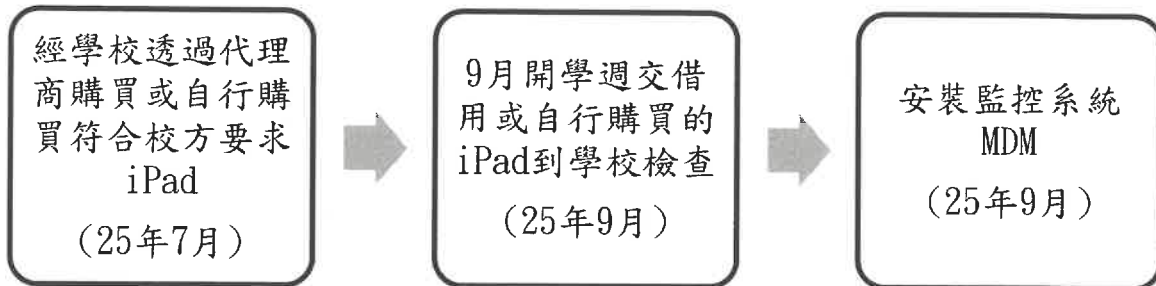 經學校透過代理
商購買或自行購
買符合校方要求
iPad
(25年7月)
9月開學週交借
用或自行購買的
iPad到學校檢查
(25年9月)
安裝監控系統
MDM
(25年9月)